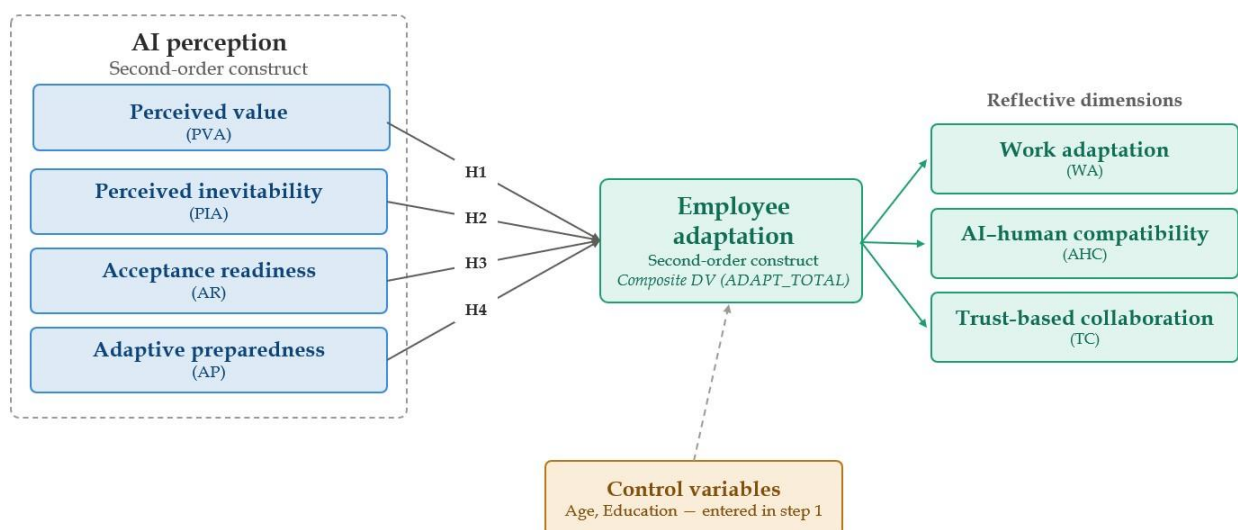 AI perception
Second-order construct
Perceived value
(PVA)
Perceived inevitability
(PIA)
Acceptance readiness
(AR)
Adaptive preparedness
(AP)
H1
H2
H3
H4
Employee
adaptation
Second-order construct
Composite DV (ADAPT_TOTAL)
Reflective dimensions
Work adaptation
(WA)
AI–human compatibility
(AHC)
Trust-based collaboration
(TC)
Control variables
Age, Education — entered in step 1